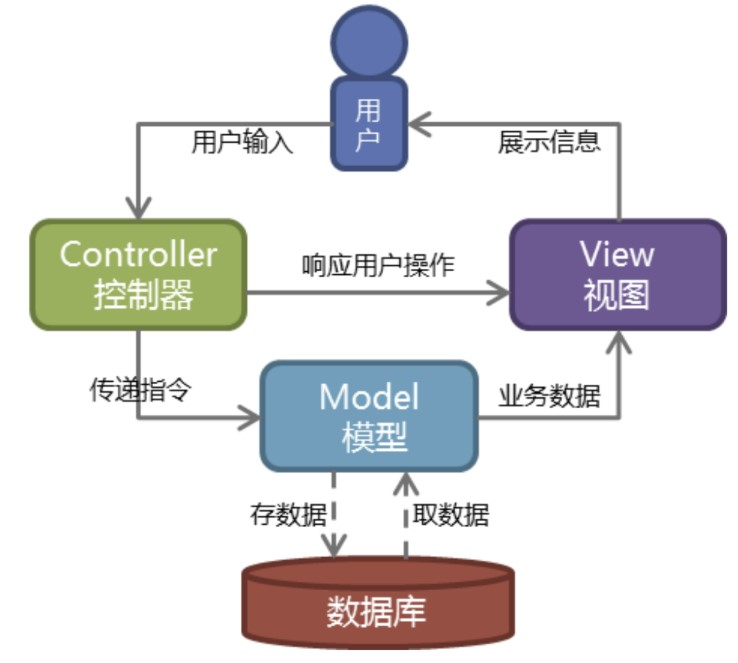 用
户
用户输入
展示信息
Controller
控制器
响应用户操作
View
视图
传递指令
Model
模型
业务数据
存数据
取数据
数据库